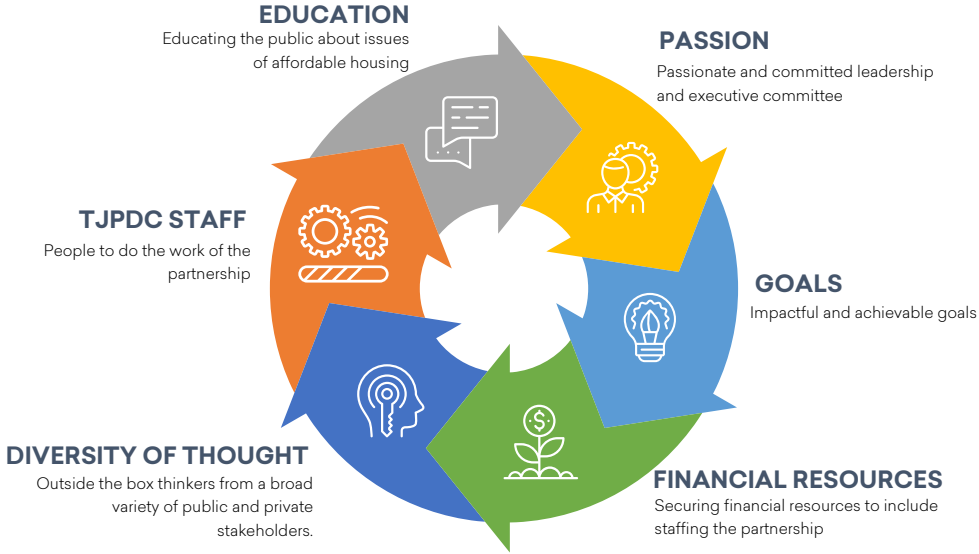 EDUCATION
Educating the public about issues
of affordable housing
PASSION
Passionate and committed leadership
and executive committee
GOALS
Impactful and achievable goals
FINANCIAL RESOURCES
Securing financial resources to include
staffing the partnership
DIVERSITY OF THOUGHT
Outside the box thinkers from a broad
variety of public and private
stakeholders.
TJPDC STAFF
People to do the work of the
partnership
$